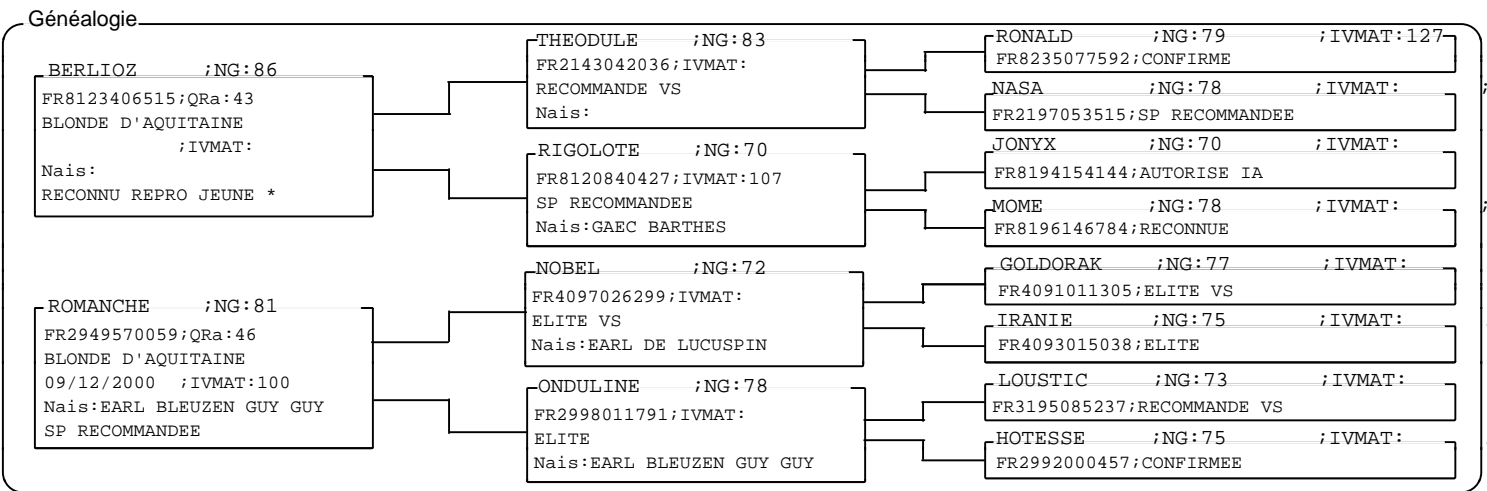 Généalogie
BERLIOZ ;NG:86
FR8123406515;QRa:43
BLONDE D'AQUITAINE
;IVMAT:
Nais:
RECONNU REPRO JEUNE *
ROMANCHE ;NG:81
FR2949570059;QRa:46
BLONDE D'AQUITAINE
09/12/2000 ;IVMAT:100
Nais:EARL BLEUZEN GUY GUY
SP RECOMMANDEE
THEODULE ;NG:83
FR2143042036;IVMAT:
RECOMMANDE VS
Nais:
RIGOLOTE ;NG:70
FR8120840427;IVMAT:107
SP RECOMMANDEE
Nais:GAEC BARTHES
NOBEL ;NG:72
FR4097026299;IVMAT:
ELITE VS
Nais:EARL DE LUCUSPIN
ONDULINE ;NG:78
FR2998011791;IVMAT:
ELITE
Nais:EARL BLEUZEN GUY GUY
RONALD ;NG:79 ;IVMAT:127
FR8235077592;CONFIRME
NASA ;NG:78 ;IVMAT: ;
FR2197053515;SP RECOMMANDEE
JONYX ;NG:70 ;IVMAT:
FR8194154144;AUTORISE IA
MOME ;NG:78 ;IVMAT: ;
FR8196146784;RECONNUE
GOLDORAK ;NG:77 ;IVMAT:
FR4091011305;ELITE VS
IRANIE ;NG:75 ;IVMAT:
FR4093015038;ELITE
LOUSTIC ;NG:73 ;IVMAT:
FR3195085237;RECOMMANDE VS
HOTESSE ;NG:75 ;IVMAT:
FR2992000457;CONFIRMEE